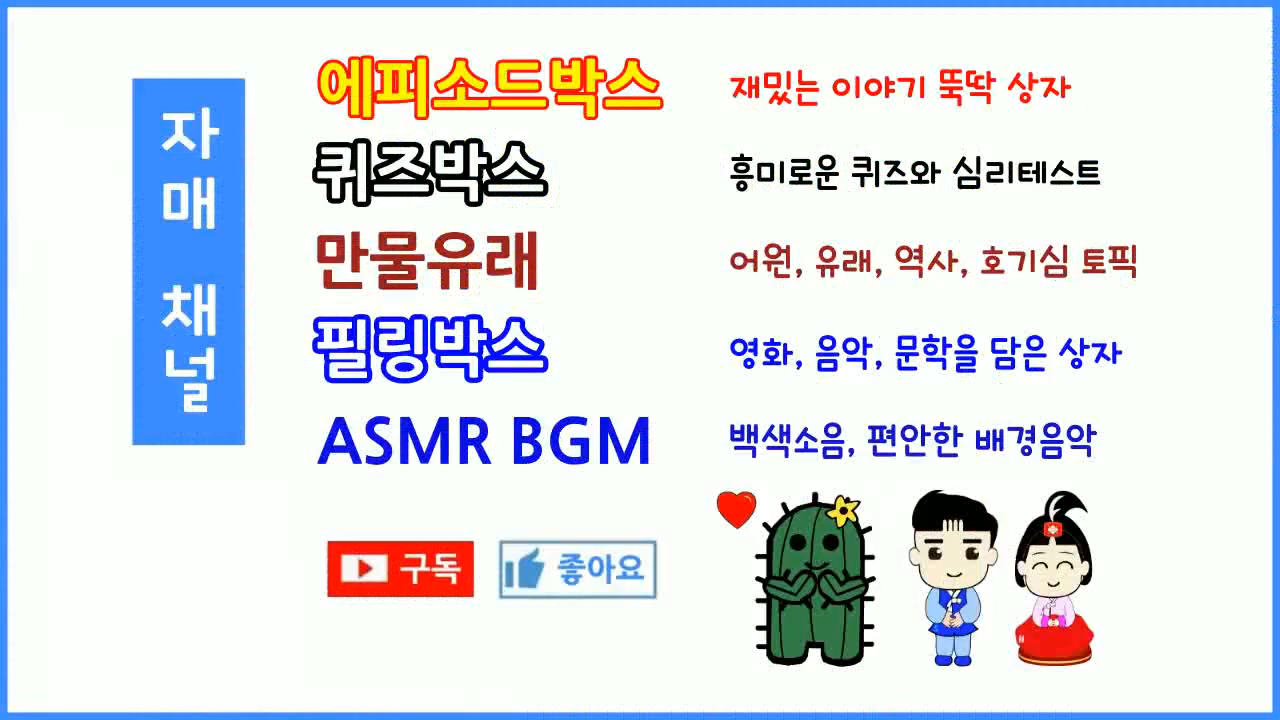 자매 채널
에피소드박스 재밌는 이야기 뚝딱 상자
퀴즈박스 흥미로운 퀴즈와 심리테스트
만물유래 어원, 유래, 역사, 호기심 토픽
필링박스 영화, 음악, 문학을 담은 상자
ASMR BGM 백색소음, 편안한 배경음악
구독 좋아요